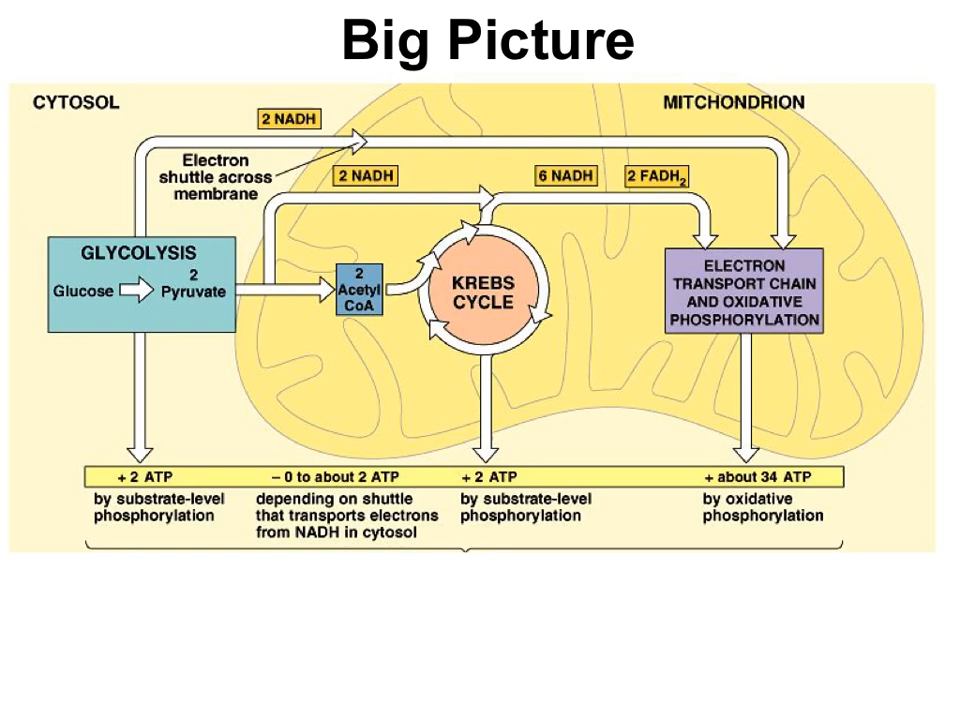 Big Picture
CYTOSOL
MITCHONDRION
2 NADH
Electron
shuttle across
membrane
2 NADH
6 NADH
2 FADH₂
GLYCOLYSIS
Glucose
2
Pyruvate
2
Acetyl
CoA
KREBS
CYCLE
ELECTRON
TRANSPORT CHAIN
AND OXIDATIVE
PHOSPHORYLATION
+ 2 ATP
by substrate-level
phosphorylation
– 0 to about 2 ATP
depending on shuttle
that transports electrons
from NADH in cytosol
+ 2 ATP
by substrate-level
phosphorylation
+ about 34 ATP
by oxidative
phosphorylation